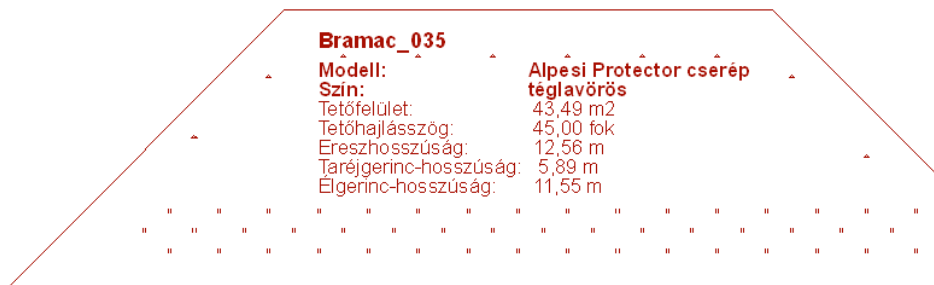 Bramac_035
Modell: Alpesi Protector cserép
Szín: téglavörös
Tetőfelület: 43,49 m2
Tetőhajlásszög: 45,00 fok
Ereszhosszúság: 12,56 m
Taréjgerinc-hosszúság: 5,89 m
Élgerinc-hosszúság: 11,55 m